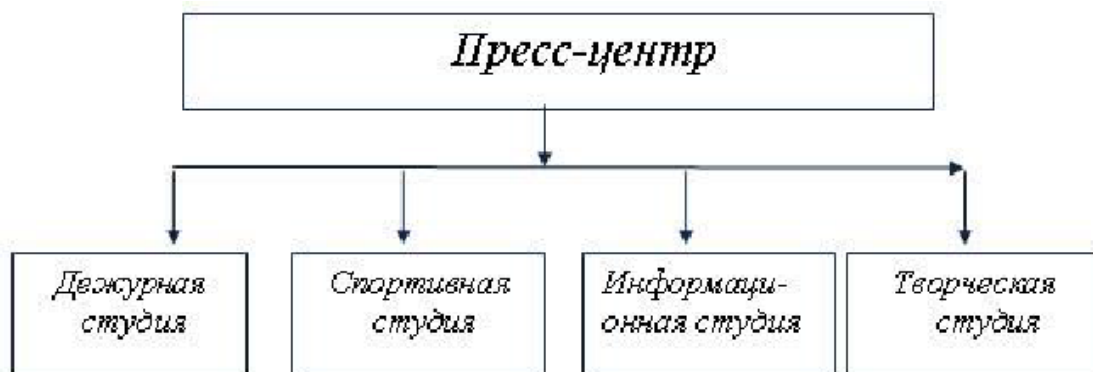 Пресс-центр
Дежурная
студия
Спортивная
студия
Информаци-
онная студия
Творческая
студия